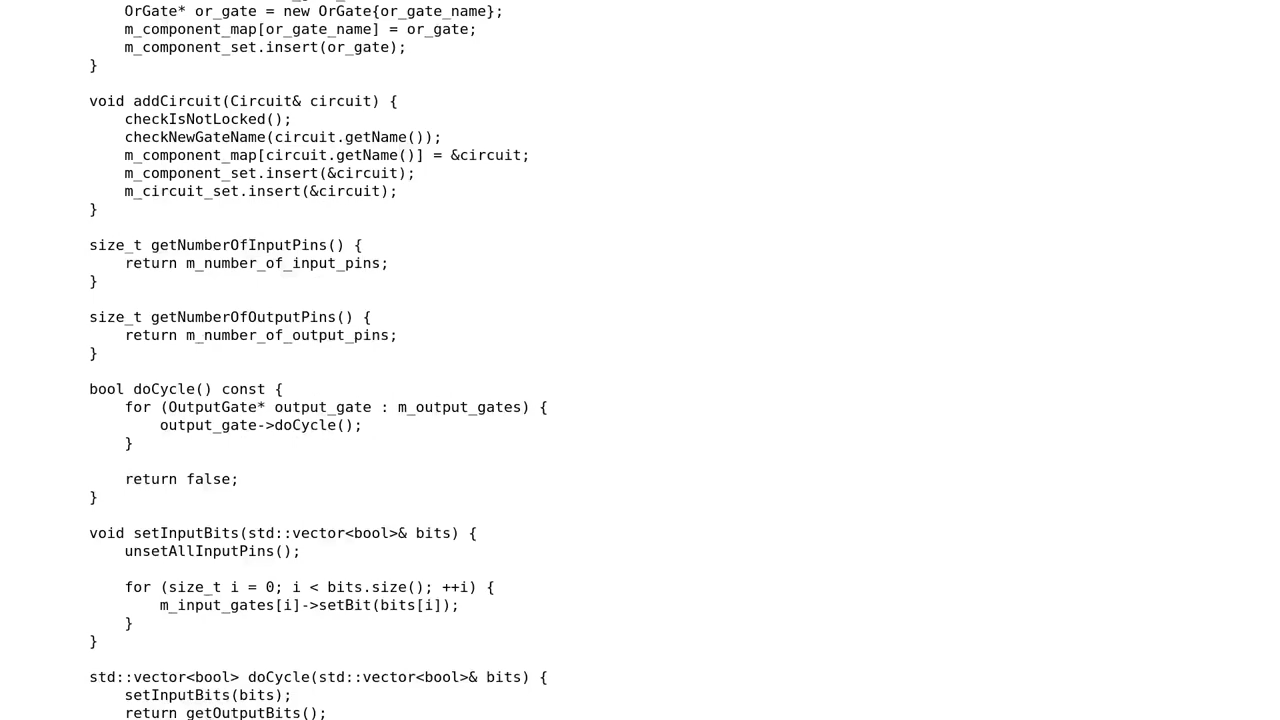 OrGate* or_gate = new OrGate{or_gate_name};
m_component_map[or_gate_name] = or_gate;
m_component_set.insert(or_gate);
}
void addCircuit(Circuit& circuit) {
checkIsNotLocked();
checkNewGateName(circuit.getName());
m_component_map[circuit.getName()] = &circuit;
m_component_set.insert(&circuit);
m_circuit_set.insert(&circuit);
}
size_t getNumberOfInputPins() {
return m_number_of_input_pins;
}
size_t getNumberOfOutputPins() {
return m_number_of_output_pins;
}
bool doCycle() const {
for (OutputGate* output_gate : m_output_gates) {
output_gate->doCycle();
}
return false;
}
void setInputBits(std::vector<bool>& bits) {
unsetAllInputPins();
for (size_t i = 0; i < bits.size(); ++i) {
m_input_gates[i]->setBit(bits[i]);
}
}
std::vector<bool> doCycle(std::vector<bool>& bits) {
setInputBits(bits);
return getOutputBits();